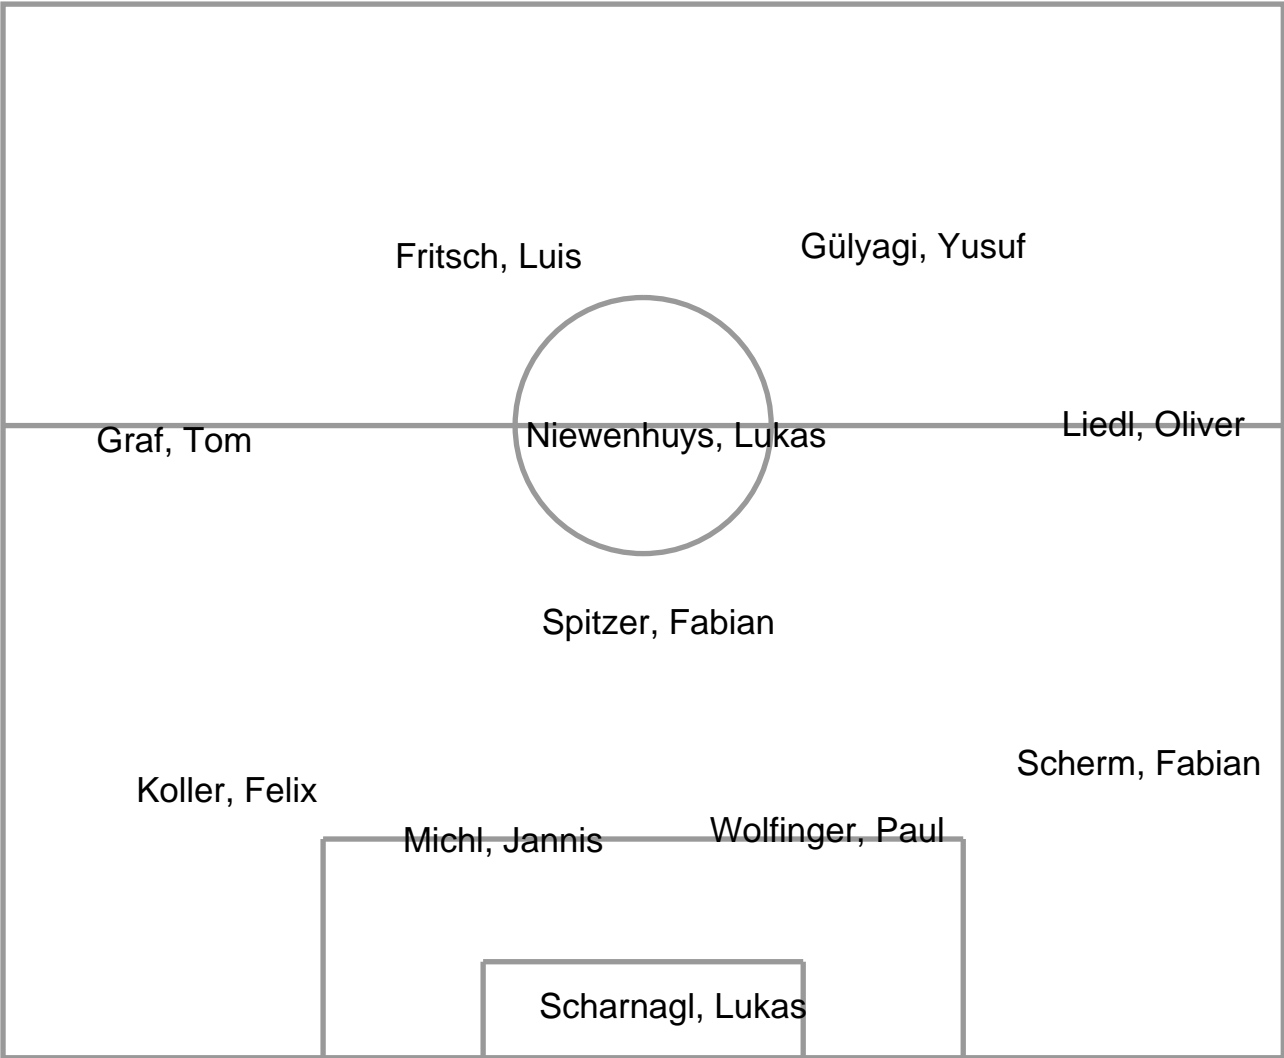 Fritsch, Luis
Gülyagi, Yusuf
Graf, Tom
Niewenhuys, Lukas
Liedl, Oliver
Spitzer, Fabian
Koller, Felix
Scherm, Fabian
Michl, Jannis
Wolfinger, Paul
Scharnagl, Lukas